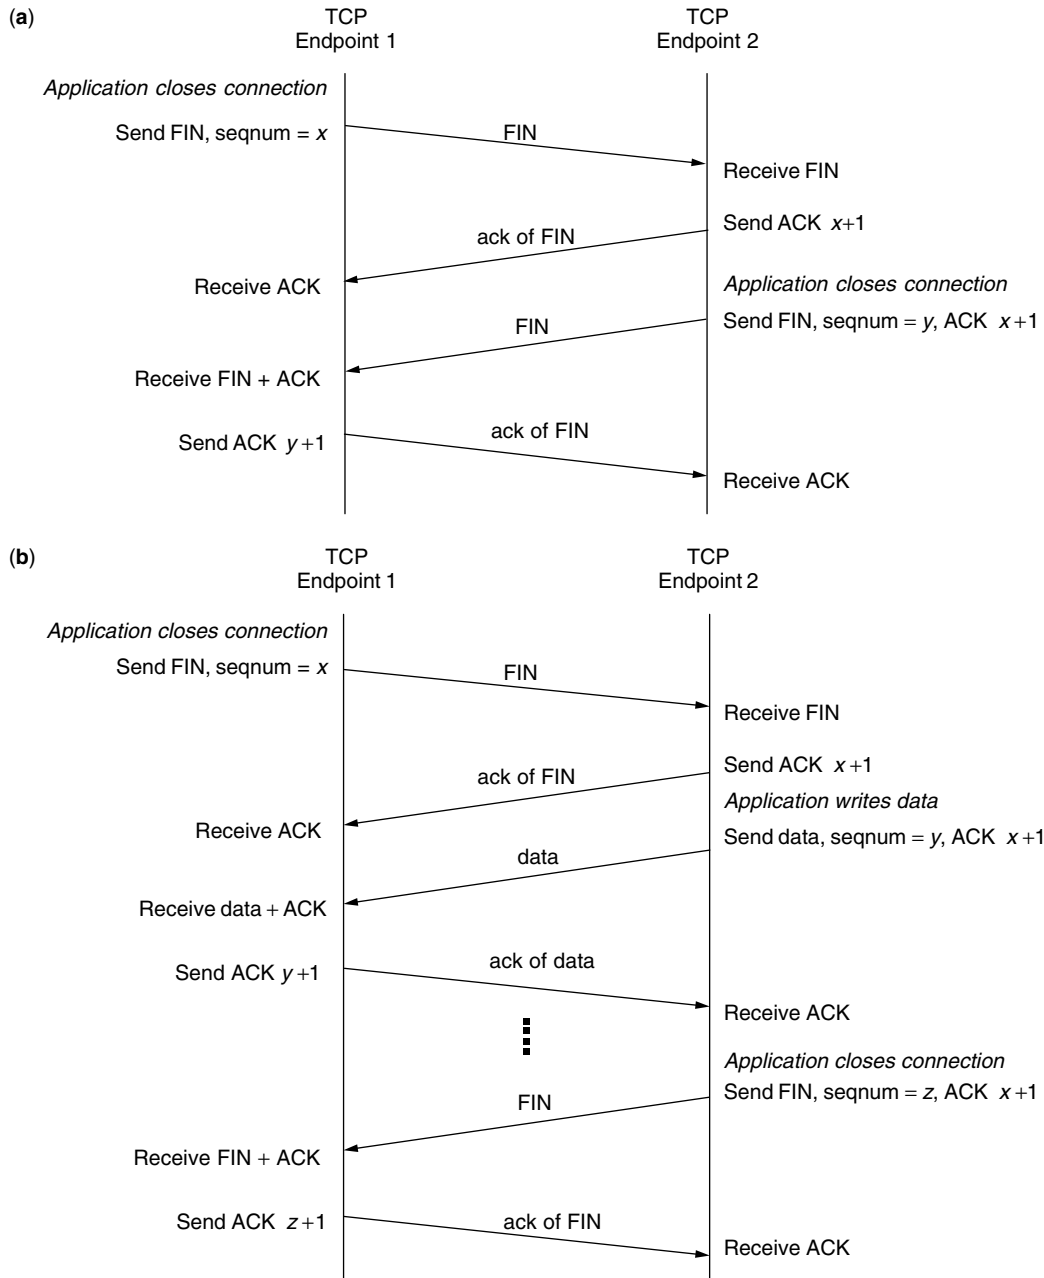 (a)
TCP
Endpoint 1
TCP
Endpoint 2
Application closes connection
Send FIN, seqnum = x
FIN
Receive FIN
Send ACK x+1
ack of FIN
Receive ACK
Application closes connection
Send FIN, seqnum = y, ACK x+1
FIN
Receive FIN + ACK
Send ACK y+1
ack of FIN
Receive ACK
(b)
TCP
Endpoint 1
TCP
Endpoint 2
Application closes connection
Send FIN, seqnum = x
FIN
Receive FIN
Send ACK x+1
ack of FIN
Application writes data
Receive ACK
Send data, seqnum = y, ACK x+1
data
Receive data + ACK
Send ACK y+1
ack of data
Receive ACK
Application closes connection
Send FIN, seqnum = z, ACK x+1
FIN
Receive FIN + ACK
Send ACK z+1
ack of FIN
Receive ACK